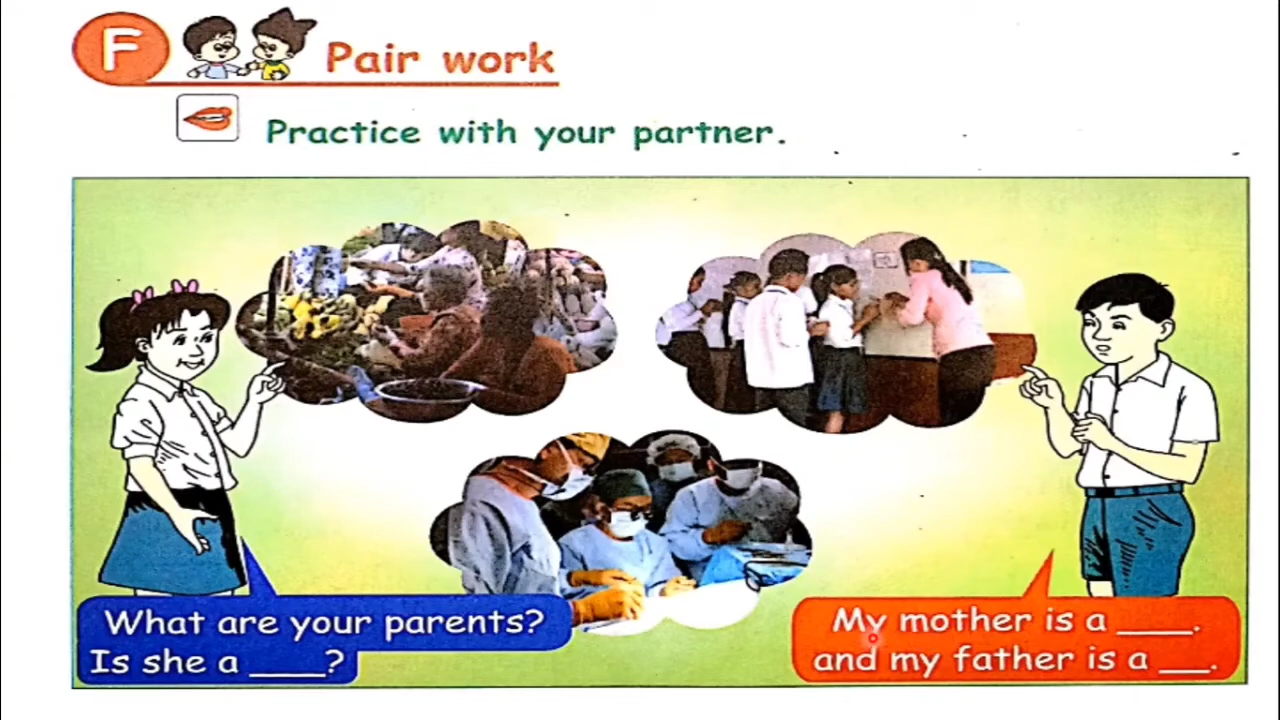 F
Pair work
Practice with your partner.
What are your parents?
Is she a ____?
My mother is a ____.
and my father is a ___.